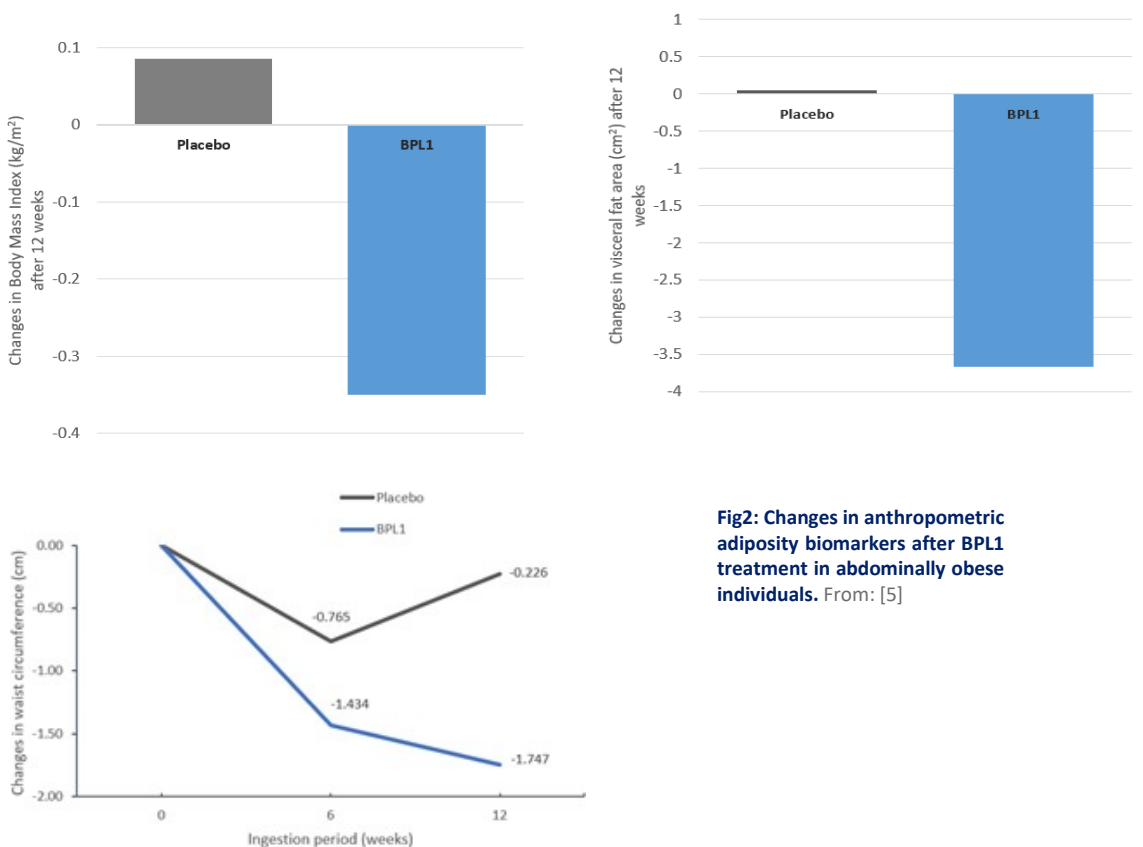 Changes in Body Mass Index (kg/m²)
after 12 weeks
0.1
0
-0.1
-0.2
-0.3
-0.4
Placebo
BPL1
Changes in visceral fat area (cm²) after 12
weeks
1
0.5
0
-0.5
-1
-1.5
-2
-2.5
-3
-3.5
-4
Placebo
BPL1
Placebo
BPL1
Changes in waist circumference (cm)
0.00
-0.50
-1.00
-1.50
-2.00
-0.765
-0.226
-1.434
-1.747
0
6
12
Ingestion period (weeks)
Fig2: Changes in anthropometric
adiposity biomarkers after BPL1
treatment in abdominally obese
individuals. From: [5]